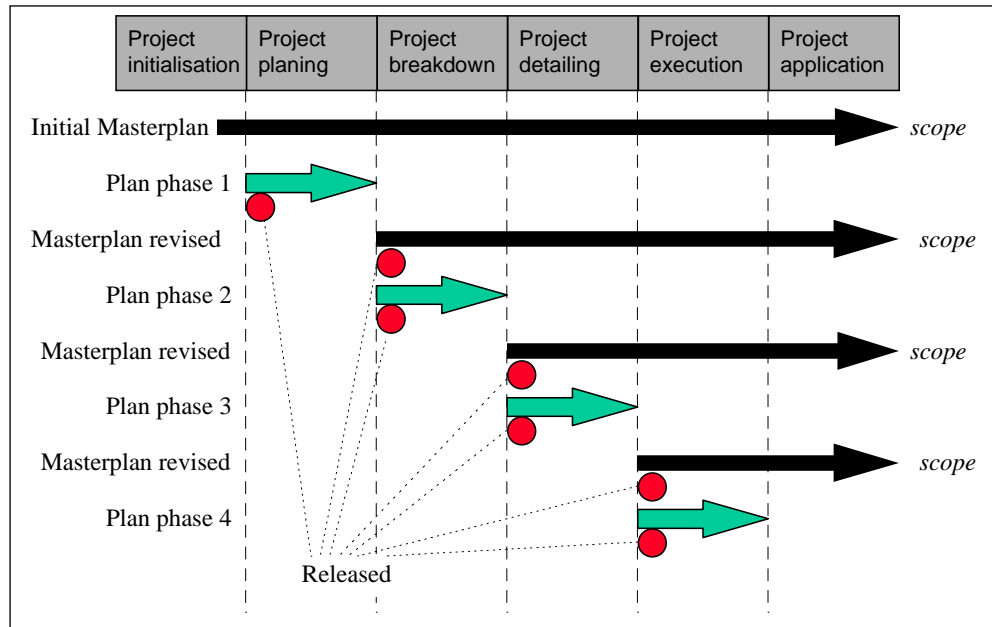 Project initialisation
Project planing
Project breakdown
Project detailing
Project execution
Project application
Initial Masterplan
scope
Plan phase 1
Masterplan revised
scope
Plan phase 2
Masterplan revised
scope
Plan phase 3
Masterplan revised
scope
Plan phase 4
Released